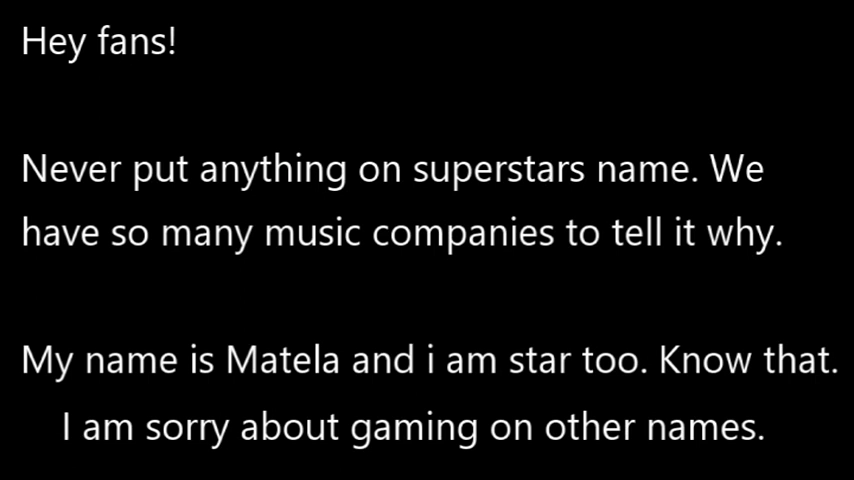 Hey fans!
Never put anything on superstars name. We
have so many music companies to tell it why.
My name is Matela and i am star too. Know that.
I am sorry about gaming on other names.